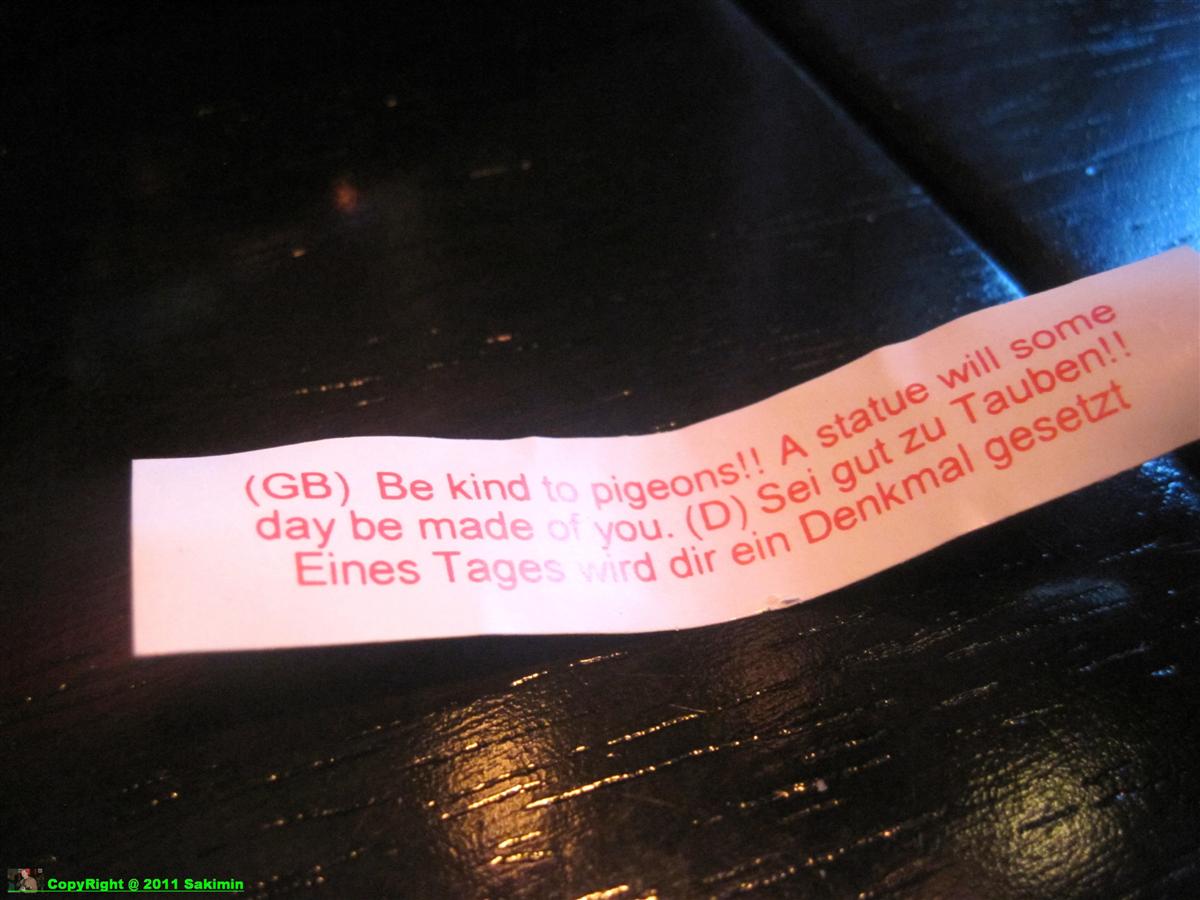 (GB) Be kind to pigeons!! A statue will some
day be made of you. (D) Sei gut zu Tauben!!
Eines Tages wird dir ein Denkmal gesetzt
CopyRight @ 2011 Sakimin